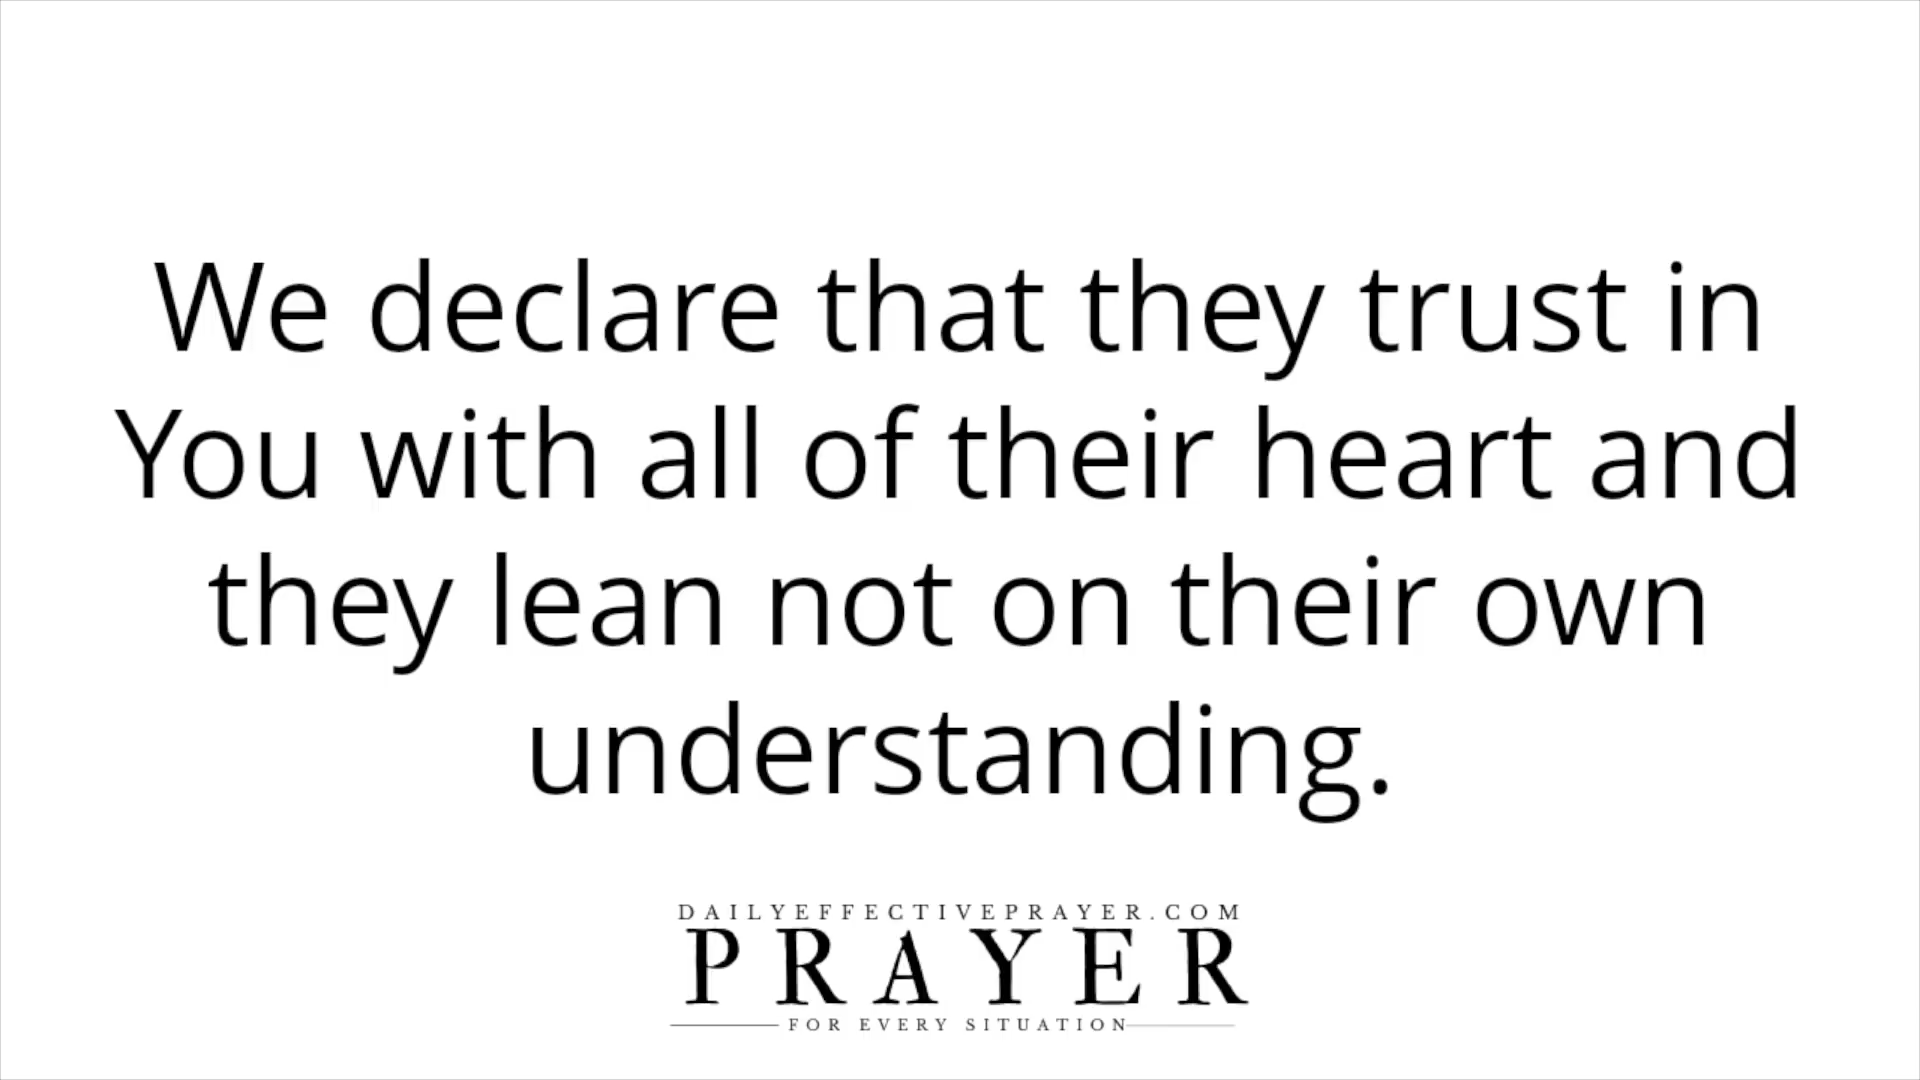 We declare that they trust in
You with all of their heart and
they lean not on their own
understanding.
DAILYEFFECTIVEPRAYER.COM
PRAYER
FOR EVERY SITUATION